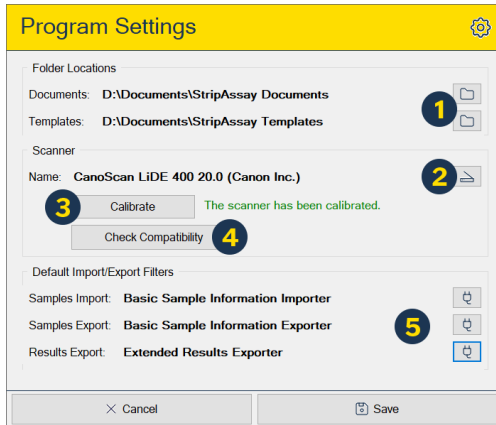 Program Settings
Folder Locations
Documents: D:\Documents\StripAssay Documents
1
Templates: D:\Documents\StripAssay Templates
Scanner
Name: CanoScan LiDE 400 20.0 (Canon Inc.)
2
3 Calibrate The scanner has been calibrated.
Check Compatibility 4
Default Import/Export Filters
Samples Import: Basic Sample Information Importer
Samples Export: Basic Sample Information Exporter
5
Results Export: Extended Results Exporter
Cancel Save